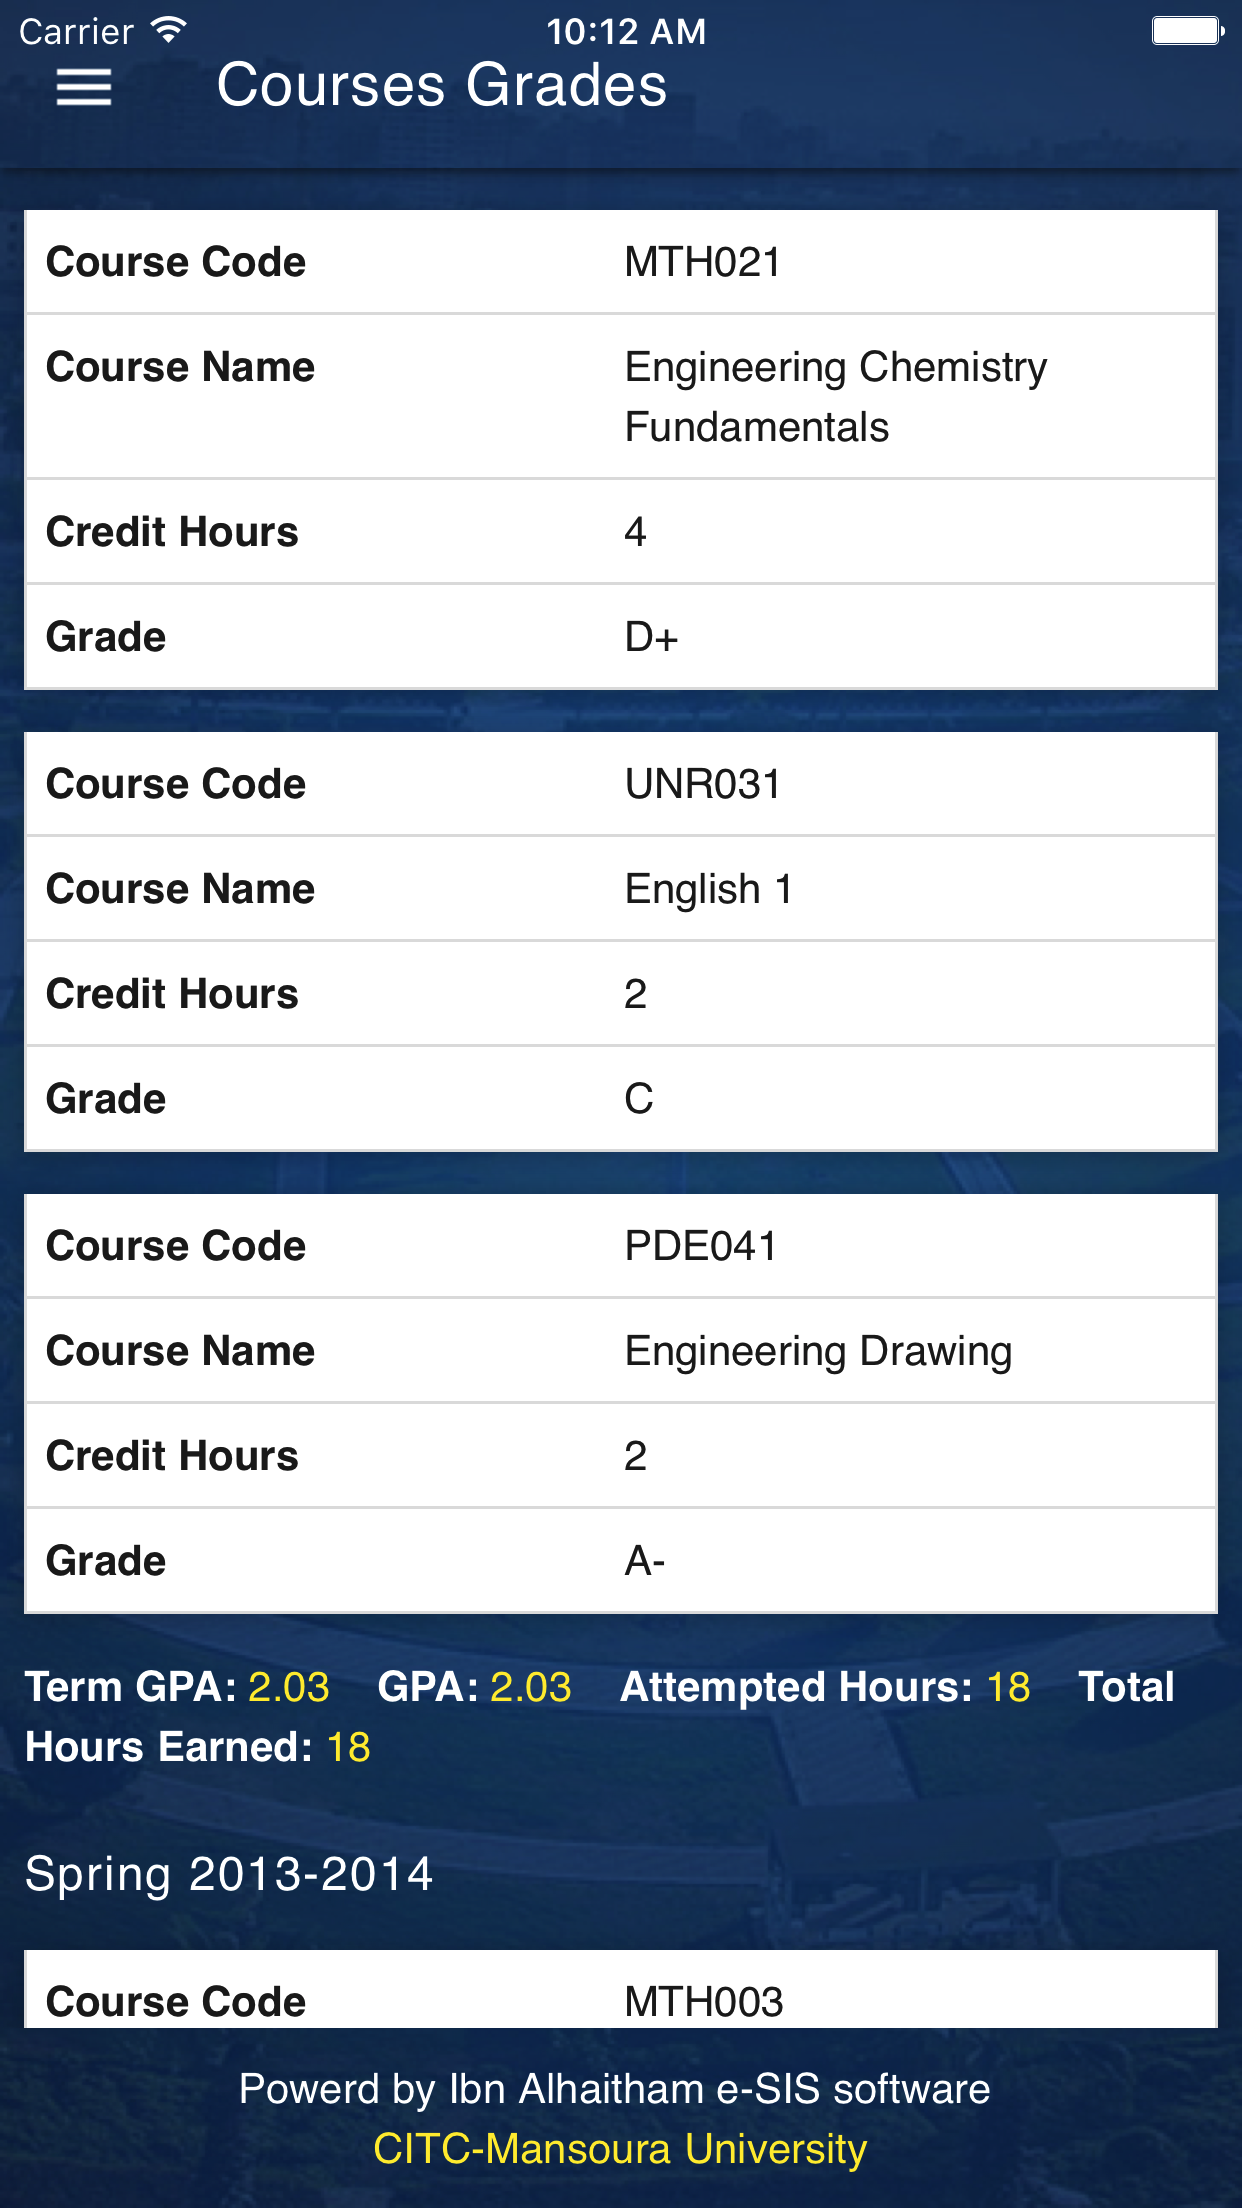 Carrier 10:12 AM
Courses Grades
Course Code MTH021
Course Name Engineering Chemistry
Fundamentals
Credit Hours 4
Grade D+
Course Code UNR031
Course Name English 1
Credit Hours 2
Grade C
Course Code PDE041
Course Name Engineering Drawing
Credit Hours 2
Grade A-
Term GPA: 2.03 GPA: 2.03 Attempted Hours: 18 Total
Hours Earned: 18
Spring 2013-2014
Course Code MTH003
Powerd by Ibn Alhaitham e-SIS software
CITC-Mansoura University